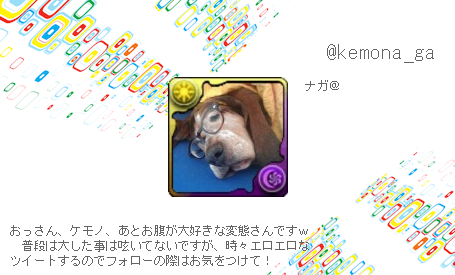 @kemona_ga
ナガ@
おっさん、ケモノ、あとお腹が大好きな変態さんですｗ
　普段は大した事は呟いてないですが、時々エロエロな
ツイートするのでフォローの際はお気をつけて！